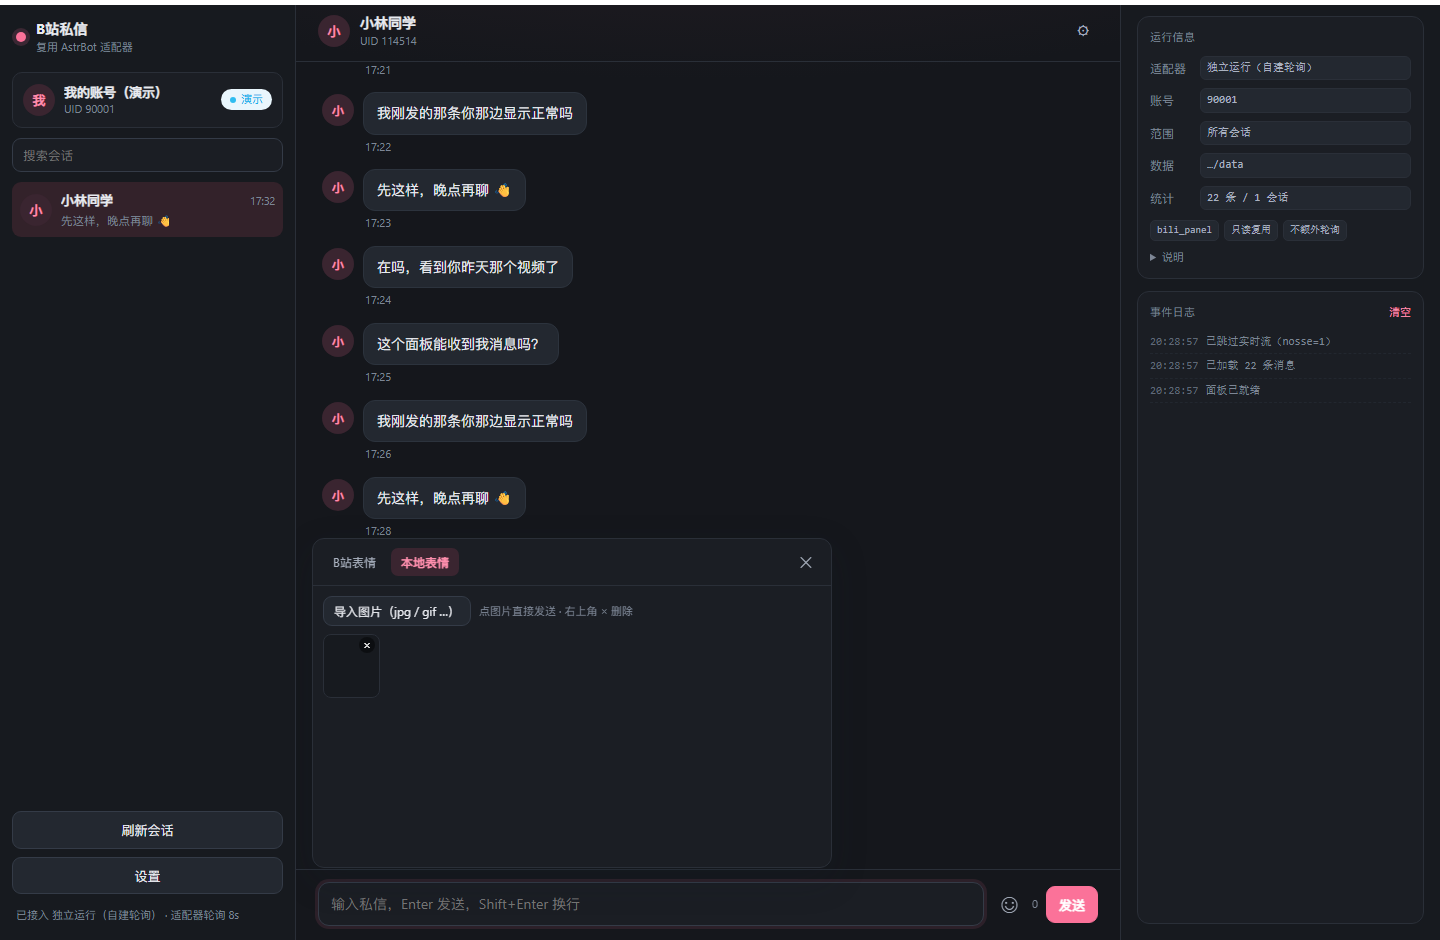 B站私信
复用 AstrBot 适配器
我
我的账号（演示）
UID 90001
演示
搜索会话
小
小林同学
17:32
先这样，晚点再聊 👋
刷新会话
设置
已接入 独立运行（自建轮询） · 适配器轮询 8s
小
小林同学
UID 114514
17:21
小
我刚发的那条你那边显示正常吗
17:22
小
先这样，晚点再聊 👋
17:23
小
在吗，看到你昨天那个视频了
17:24
小
这个面板能收到我消息吗?
17:25
小
我刚发的那条你那边显示正常吗
17:26
小
先这样，晚点再聊 👋
17:28
B站表情
本地表情
导入图片（jpg / gif ...）
点图片直接发送 · 右上角 × 删除
输入私信，Enter 发送，Shift+Enter 换行
0
发送
运行信息
适配器
独立运行（自建轮询）
账号
90001
范围
所有会话
数据
…/data
统计
22 条 / 1 会话
bili_panel
只读复用
不额外轮询
说明
事件日志
清空
20:28:57 已跳过实时流（nosse=1）
20:28:57 已加载 22 条消息
20:28:57 面板已就绪